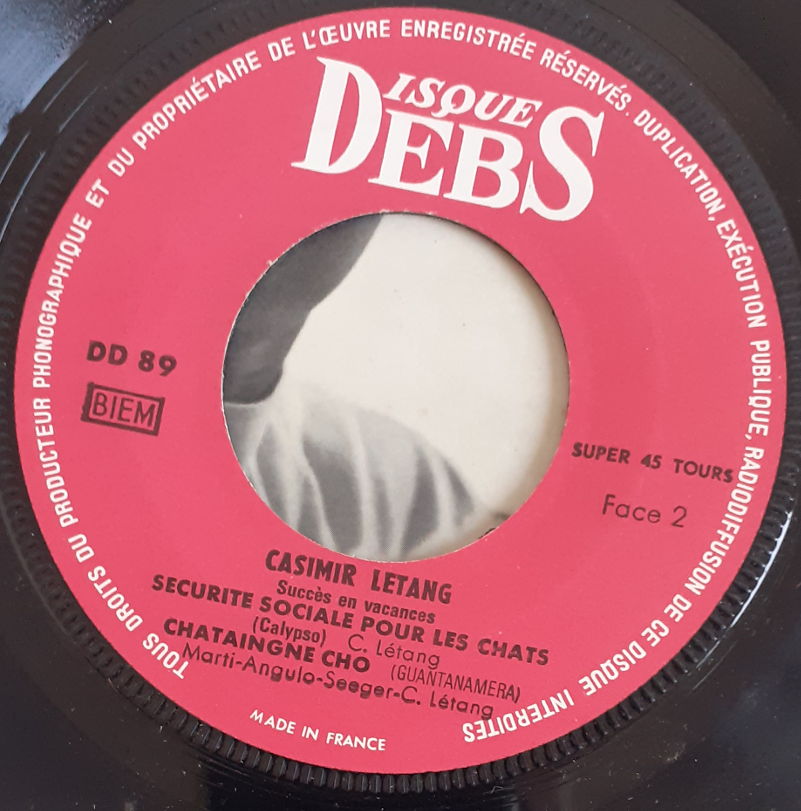 TOUS DROITS DU PRODUCTEUR PHONOGRAPHIQUE ET DU PROPRIÉTAIRE DE L'ŒUVRE ENREGISTRÉE RÉSERVÉS. DUPLICATION, EXÉCUTION PUBLIQUE, RADIODIFFUSION DE CE DISQUE INTERDITES
DISQUE
DEBS
DD 89
BIEM
SUPER 45 TOURS
Face 2
CASIMIR LETANG
Succès en vacances
SECURITE SOCIALE POUR LES CHATS
(Calypso) C. Létang
CHATAINGNE CHO (GUANTANAMERA)
Marti-Angulo-Seeger-C. Létang
MADE IN FRANCE